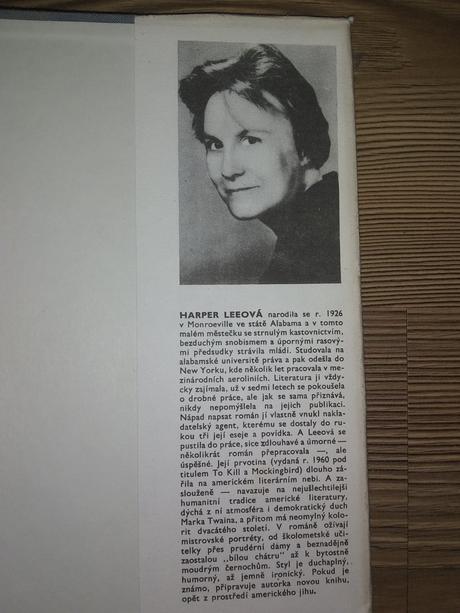 HARPER LEEOVÁ narodila se r. 1926
v Monroeville ve státě Alabama a v tomto
malém městečku se strnulým kastovnictvím,
bezduchým snobismem a úpornými rasový-
mi předsudky strávila mládí. Studovala na
alabamské universitě práva a pak odešla do
New Yorku, kde několik let pracovala v me-
zinárodních aeroliniích. Literatura ji vždy-
cky zajímala, už v sedmi letech se pokoušela
o drobné práce, ale jak se sama přiznává,
nikdy nepomýšlela na jejich publikaci.
Nápad napsat román jí vlastně vnukl nakla-
datelský agent, kterému se dostaly do ru-
kou tři její eseje a povídka. A Leeová se
pustila do práce, sice zdlouhavé a úmorné —
několikrát román přepracovala —, ale
úspěšné. Její prvotina (vydaná r. 1960 pod
titulem To Kill a Mockingbird) dlouho zá-
řila na americkém literárním nebi. A za-
slouženě — navazuje na nejušlechtilejší
humanitní tradice americké literatury,
dýchá z ní atmosféra i demokratický duch
Marka Twaina, a přitom má neomylný kolo-
rit dvacátého století. V románě ožívají
mistrovské portréty, od školometské uči-
telky přes prudérní dámy a beznadějně
zaostalou „bílou chátru" až k bytostně
moudrým černochům. Styl je duchaplný,
humorný, až jemně ironický. Pokud je
známo, připravuje autorka novou knihu,
opět z prostředí amerického jihu.